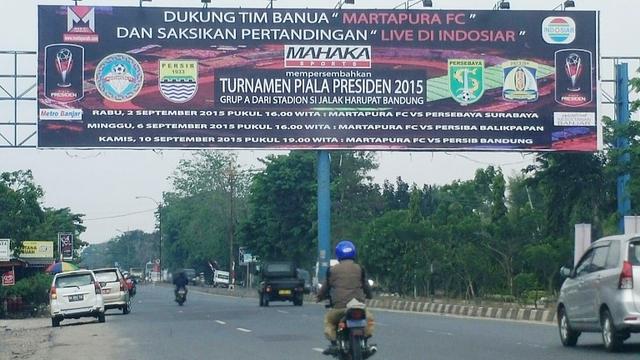 DUKUNG TIM BANUA " MARTAPURA FC "
DAN SAKSIKAN PERTANDINGAN " LIVE DI INDOSIAR "
INDOSIAR
MAHAKA
SPORTS
mempersembahkan
TURNAMEN PIALA PRESIDEN 2015
GRUP A DARI STADION SI JALAK HARUPAT BANDUNG
PERSIB
1933
PERSEBAYA
PRESIDEN
PRESIDEN
Metro Banjar
RABU, 2 SEPTEMBER 2015 PUKUL 16.00 WITA : MARTAPURA FC VS PERSEBAYA SURABAYA
MINGGU, 6 SEPTEMBER 2015 PUKUL 16.00 WITA : MARTAPURA FC VS PERSIBA BALIKPAPAN
KAMIS, 10 SEPTEMBER 2015 PUKUL 19.00 WITA : MARTAPURA FC VS PERSIB BANDUNG